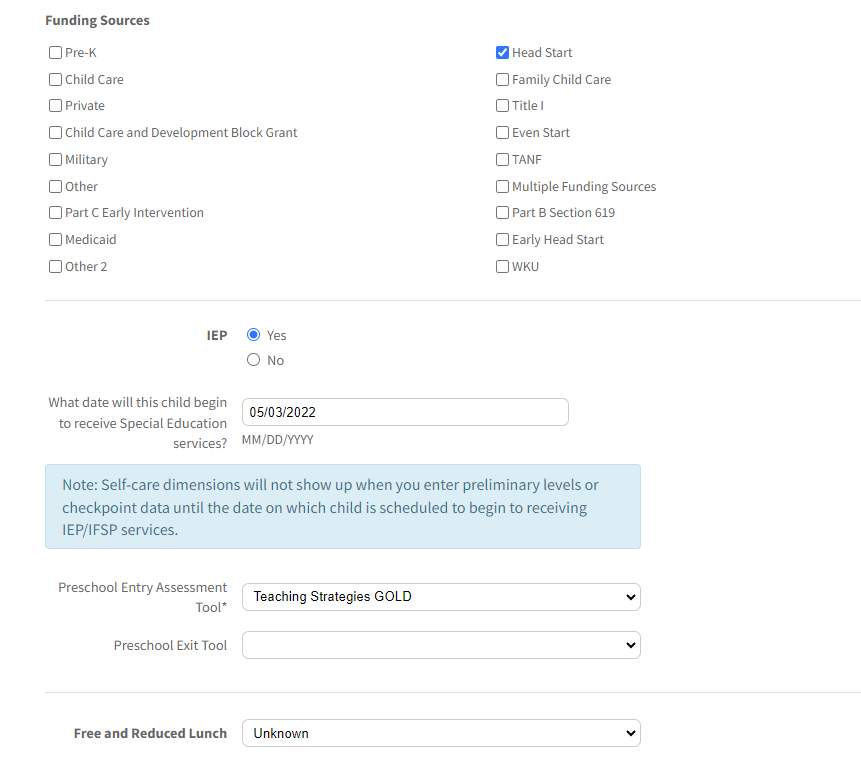 Funding Sources
Pre-K
Head Start
Child Care
Family Child Care
Private
Title I
Child Care and Development Block Grant
Even Start
Military
TANF
Other
Multiple Funding Sources
Part C Early Intervention
Part B Section 619
Medicaid
Early Head Start
Other 2
WKU
IEP
Yes
No
What date will this child begin
to receive Special Education
services?
05/03/2022
MM/DD/YYYY
Note: Self-care dimensions will not show up when you enter preliminary levels or
checkpoint data until the date on which child is scheduled to begin to receiving
IEP/IFSP services.
Preschool Entry Assessment
Tool*
Teaching Strategies GOLD
Preschool Exit Tool
Free and Reduced Lunch
Unknown